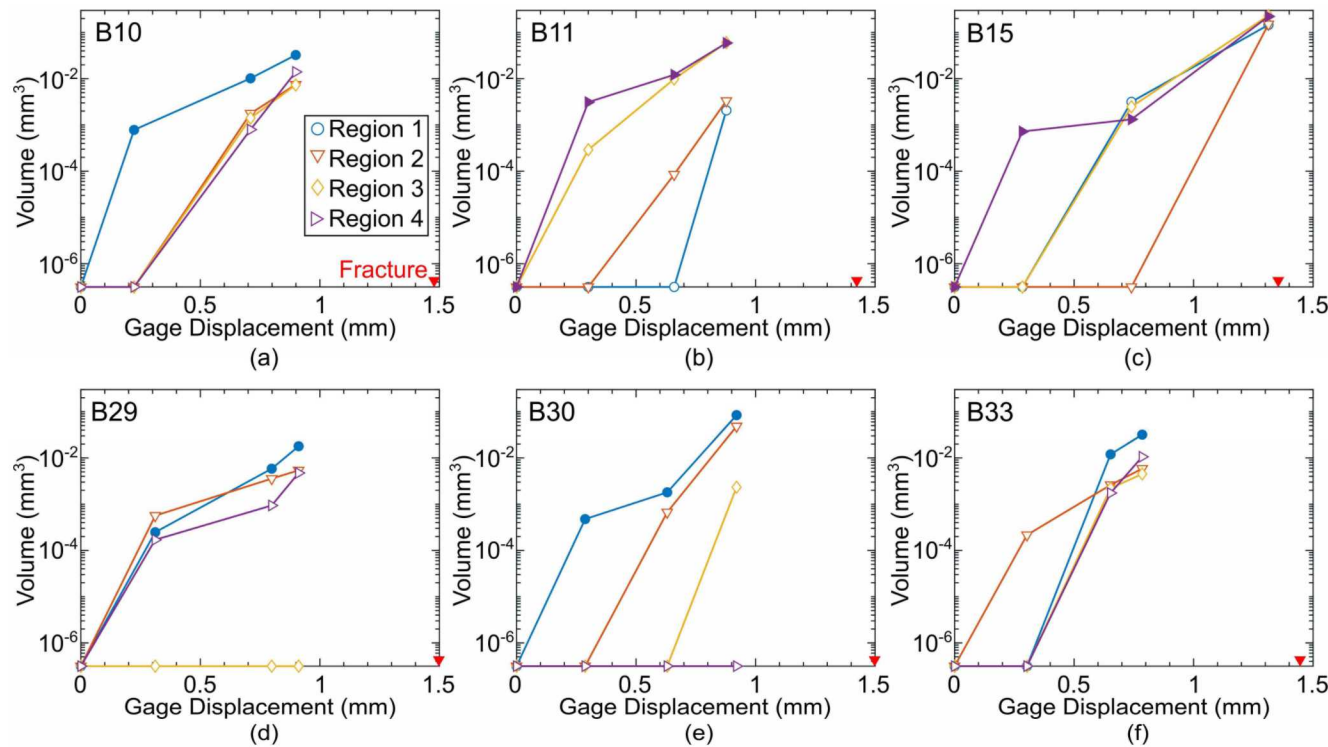 B10
Volume (mm³)
10⁻²
10⁻⁴
10⁻⁶
Region 1
Region 2
Region 3
Region 4
Fracture
0 0.5 1 1.5
Gage Displacement (mm)
(a)
B11
Volume (mm³)
10⁻²
10⁻⁴
10⁻⁶
0 0.5 1 1.5
Gage Displacement (mm)
(b)
B15
Volume (mm³)
10⁻²
10⁻⁴
10⁻⁶
0 0.5 1 1.5
Gage Displacement (mm)
(c)
B29
Volume (mm³)
10⁻²
10⁻⁴
10⁻⁶
0 0.5 1 1.5
Gage Displacement (mm)
(d)
B30
Volume (mm³)
10⁻²
10⁻⁴
10⁻�6
0 0.5 1 1.5
Gage Displacement (mm)
(e)
B33
Volume (mm³)
10⁻²
10⁻⁴
10⁻⁶
0 0.5 1 1.5
Gage Displacement (mm)
(f)